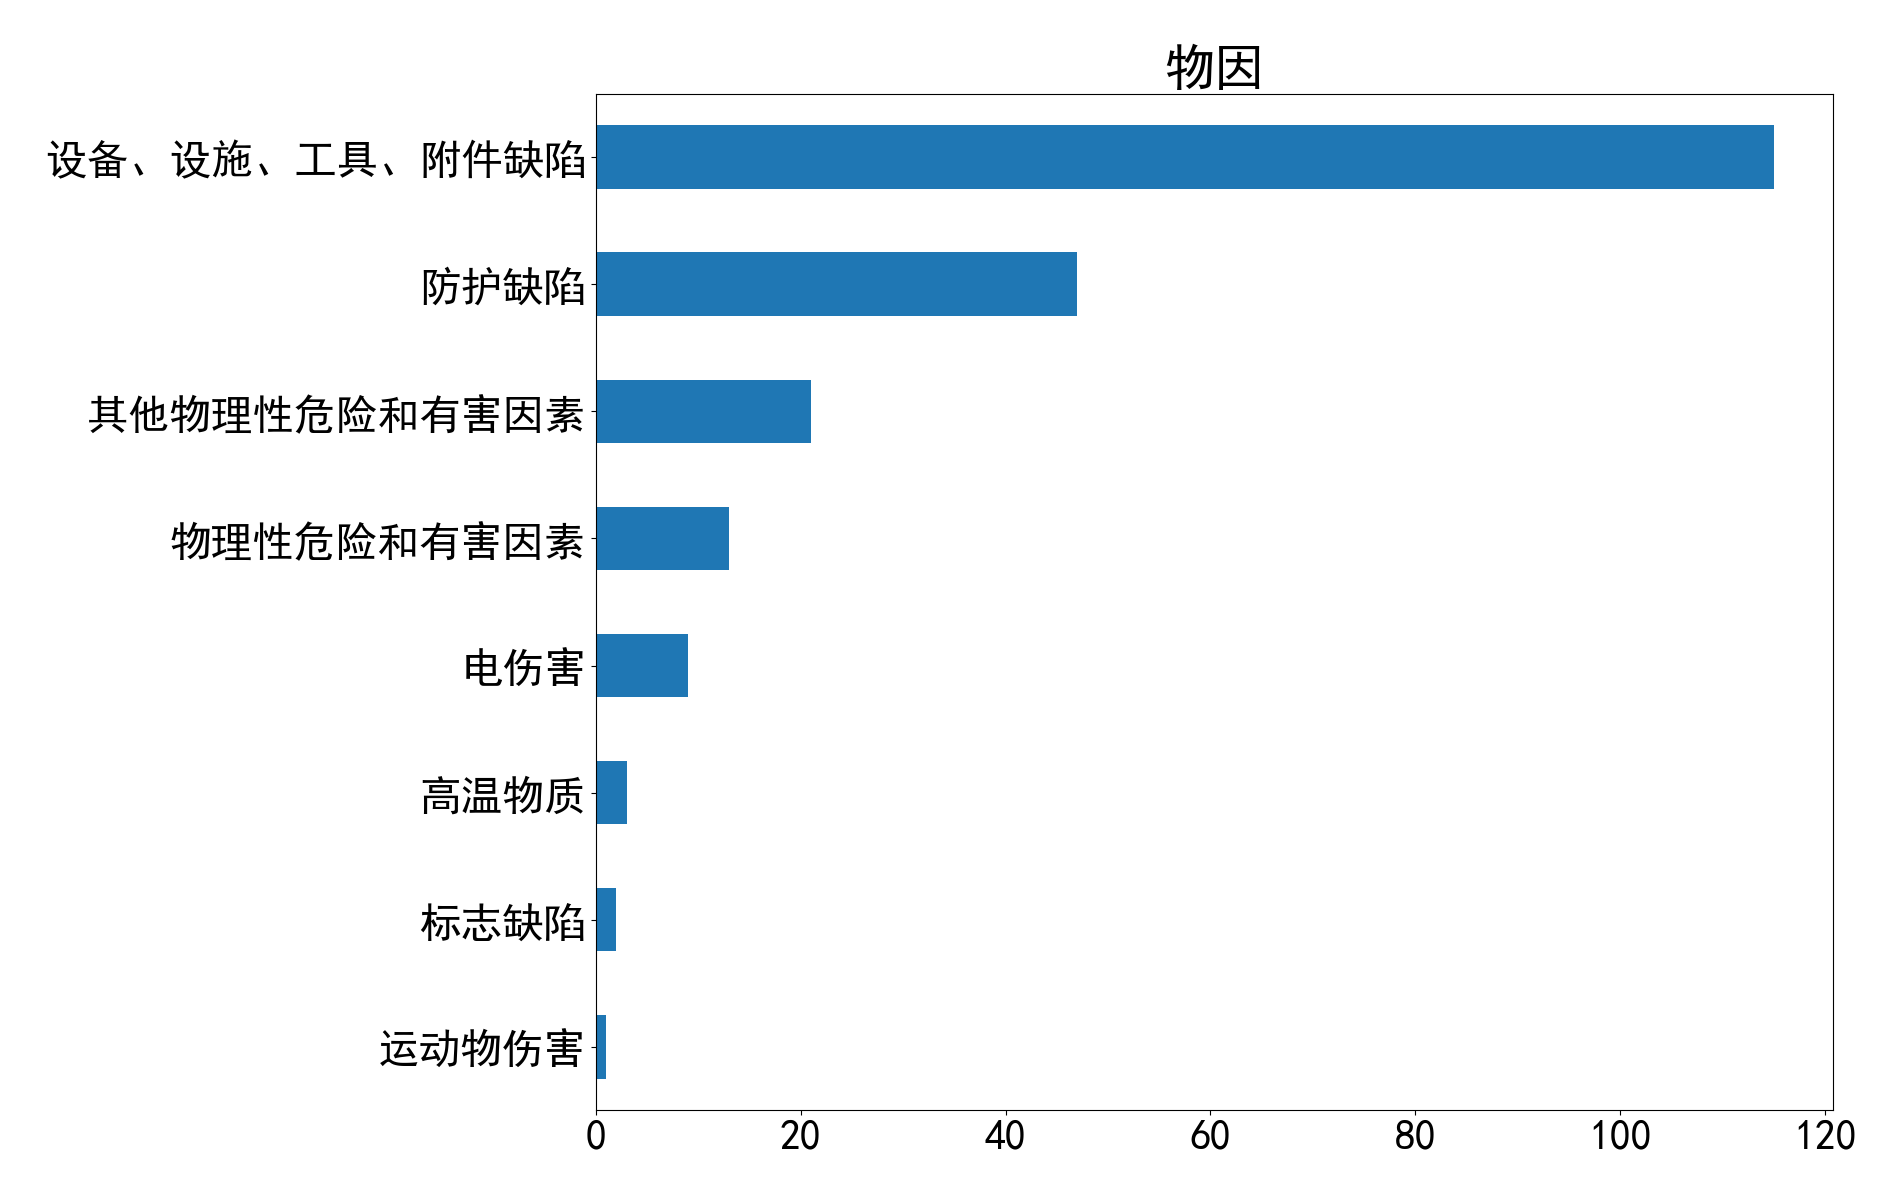 物因
设备、设施、工具、附件缺陷
防护缺陷
其他物理性危险和有害因素
物理性危险和有害因素
电伤害
高温物质
标志缺陷
运动物伤害
0 20 40 60 80 100 120